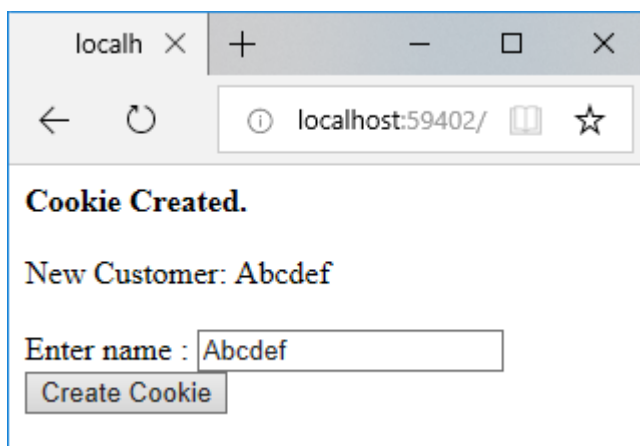 localh
localhost:59402/
Cookie Created.
New Customer: Abcdef
Enter name : Abcdef
Create Cookie